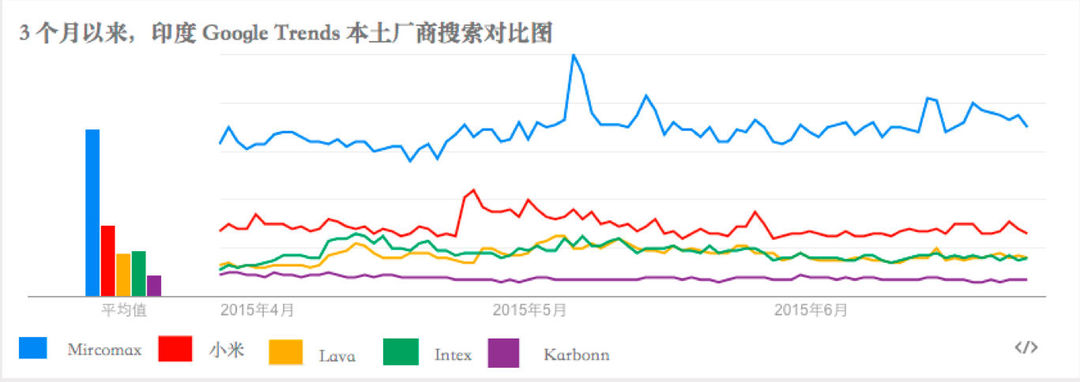 3 个月以来，印度 Google Trends 本土厂商搜索对比图
平均值 2015年4月 2015年5月 2015年6月
Mircomax 小米 Lava Intex Karbonn </>